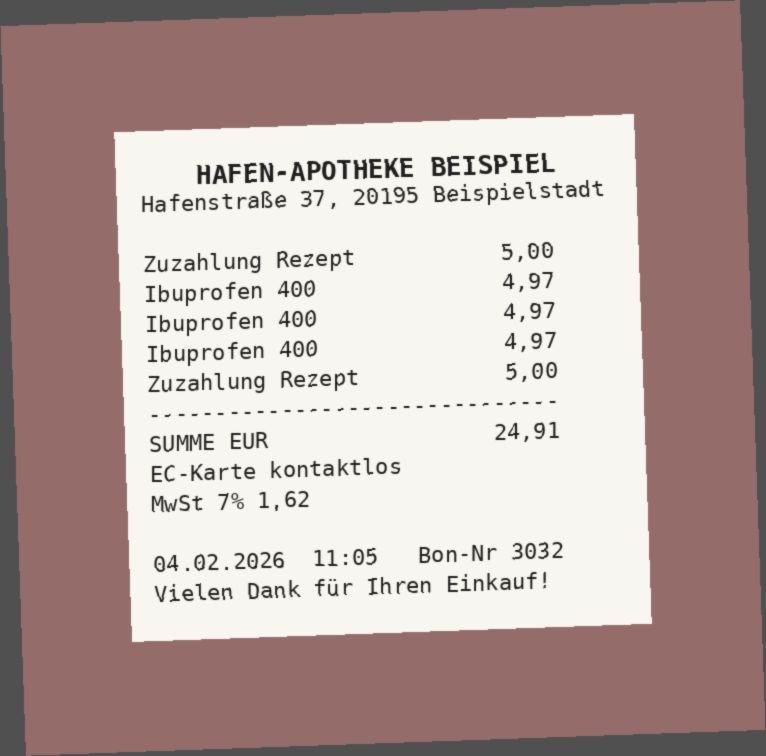 HAFEN-APOTHEKE BEISPIEL
Hafenstraße 37, 20195 Beispielstadt
Zuzahlung Rezept 5,00
Ibuprofen 400 4,97
Ibuprofen 400 4,97
Ibuprofen 400 4,97
Zuzahlung Rezept 5,00
-------------------------------
SUMME EUR 24,91
EC-Karte kontaktlos
MwSt 7% 1,62
04.02.2026 11:05 Bon-Nr 3032
Vielen Dank für Ihren Einkauf!